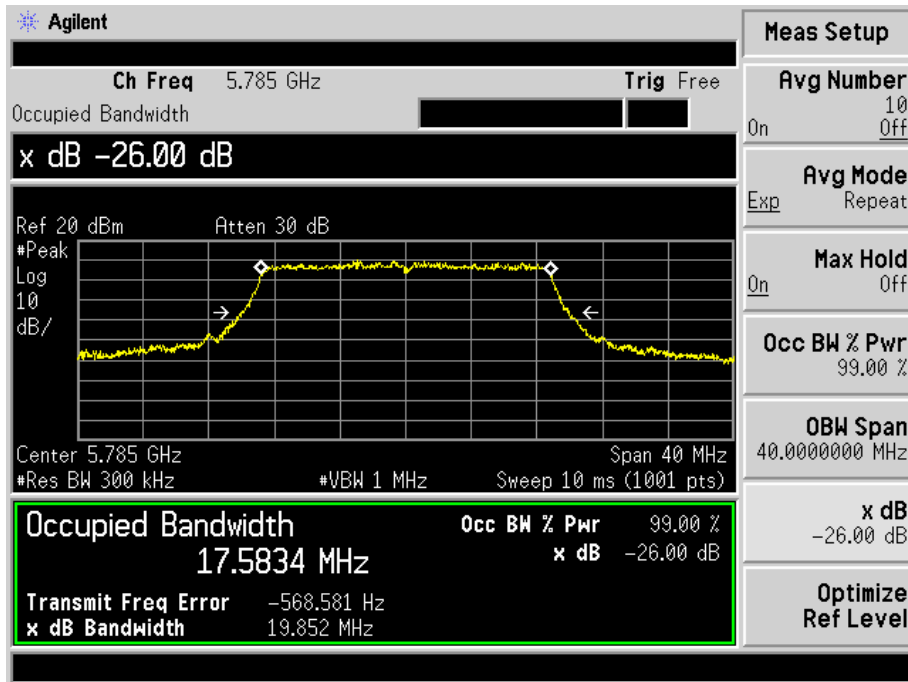 Agilent
Ch Freq 5.785 GHz Trig Free
Occupied Bandwidth
x dB -26.00 dB
Ref 20 dBm Atten 30 dB
#Peak
Log
10
dB/
Center 5.785 GHz Span 40 MHz
#Res BW 300 kHz #VBW 1 MHz Sweep 10 ms (1001 pts)
Occupied Bandwidth
17.5834 MHz
Occ BW % Pwr 99.00 %
x dB -26.00 dB
Transmit Freq Error -568.581 Hz
x dB Bandwidth 19.852 MHz
Meas Setup
Avg Number
10
On Off
Avg Mode
Exp Repeat
Max Hold
On Off
Occ BW % Pwr
99.00 %
OBW Span
40.0000000 MHz
x dB
-26.00 dB
Optimize
Ref Level